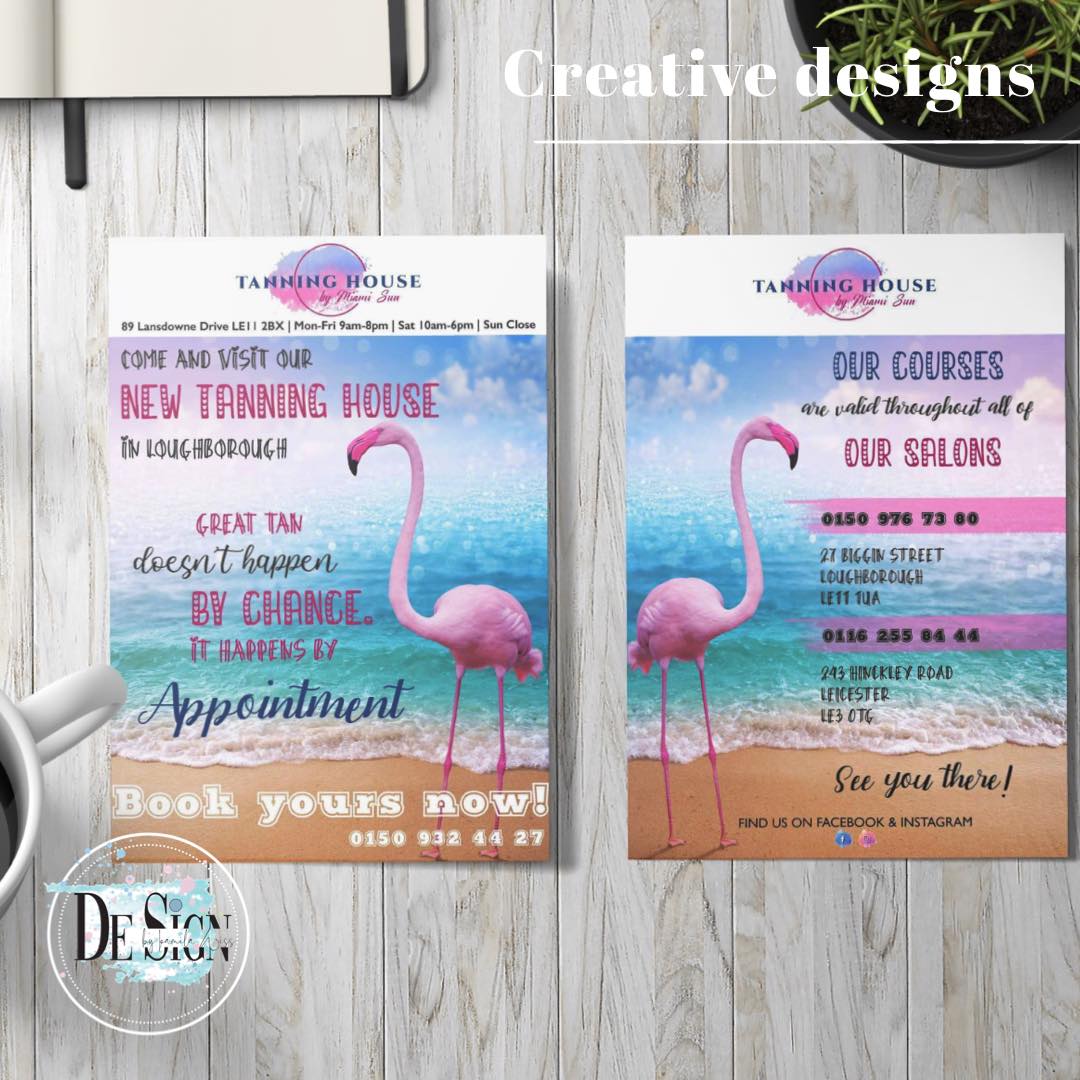 Creative designs
TANNING HOUSE
by Miami Sun
89 Lansdowne Drive LE11 2BX | Mon-Fri 9am-8pm | Sat 10am-6pm | Sun Close
COME AND VISIT OUR
NEW TANNING HOUSE
IN LOUGHBOROUGH
GREAT TAN
doesn't happen
BY CHANCE.
IT HAPPENS BY
Appointment
Book yours now!
0150 932 44 27
TANNING HOUSE
by Miami Sun
OUR COURSES
are valid throughout all of
OUR SALONS
0150 976 73 80
27 BIGGIN STREET
LOUGHBOROUGH
LE11 1UA
0116 255 84 44
243 HINCKLEY ROAD
LEICESTER
LE3 0TG
See you there!
FIND US ON FACEBOOK & INSTAGRAM
DESIGN
by kamila